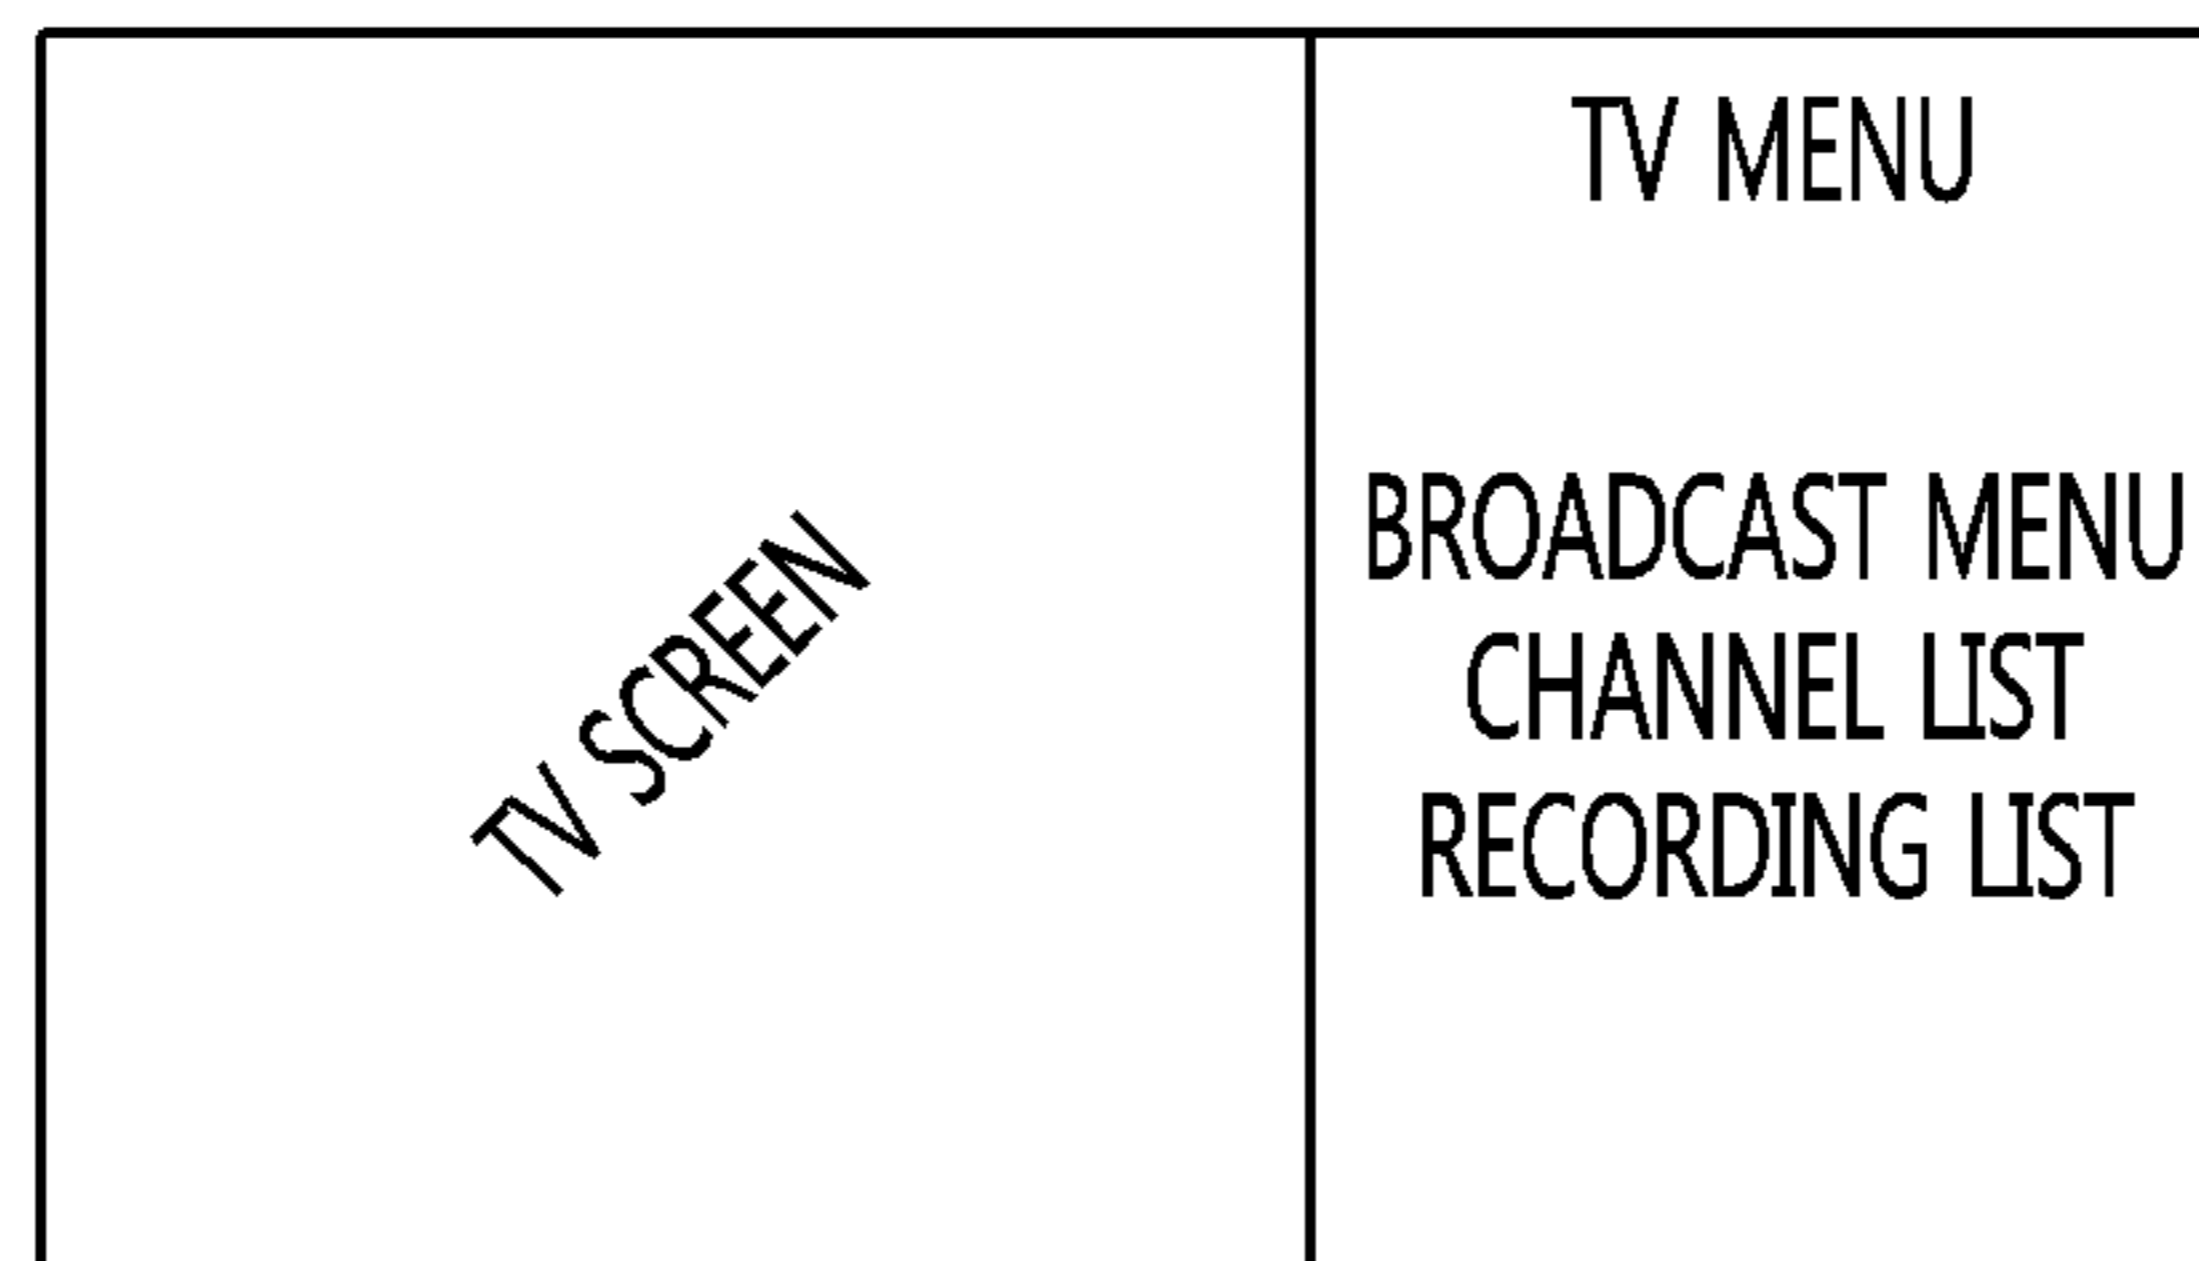 TV SCREEN
TV MENU
BROADCAST MENU
CHANNEL LIST
RECORDING LIST